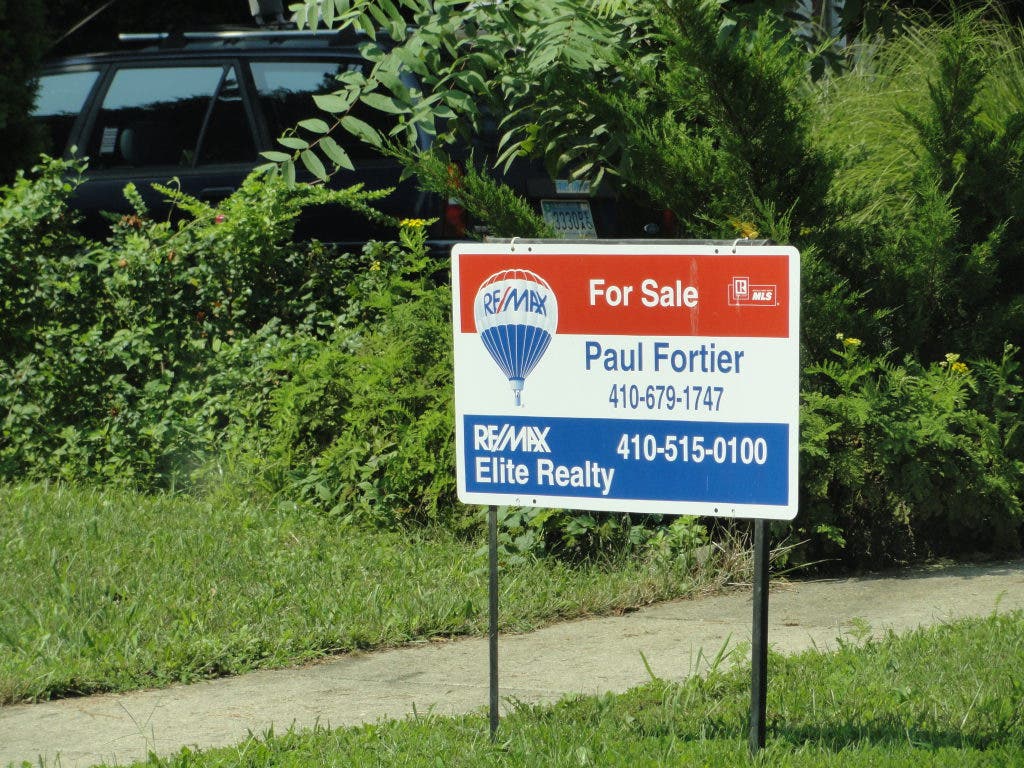 RE/MAX
For Sale
R MLS
Paul Fortier
410-679-1747
RE/MAX
410-515-0100
Elite Realty